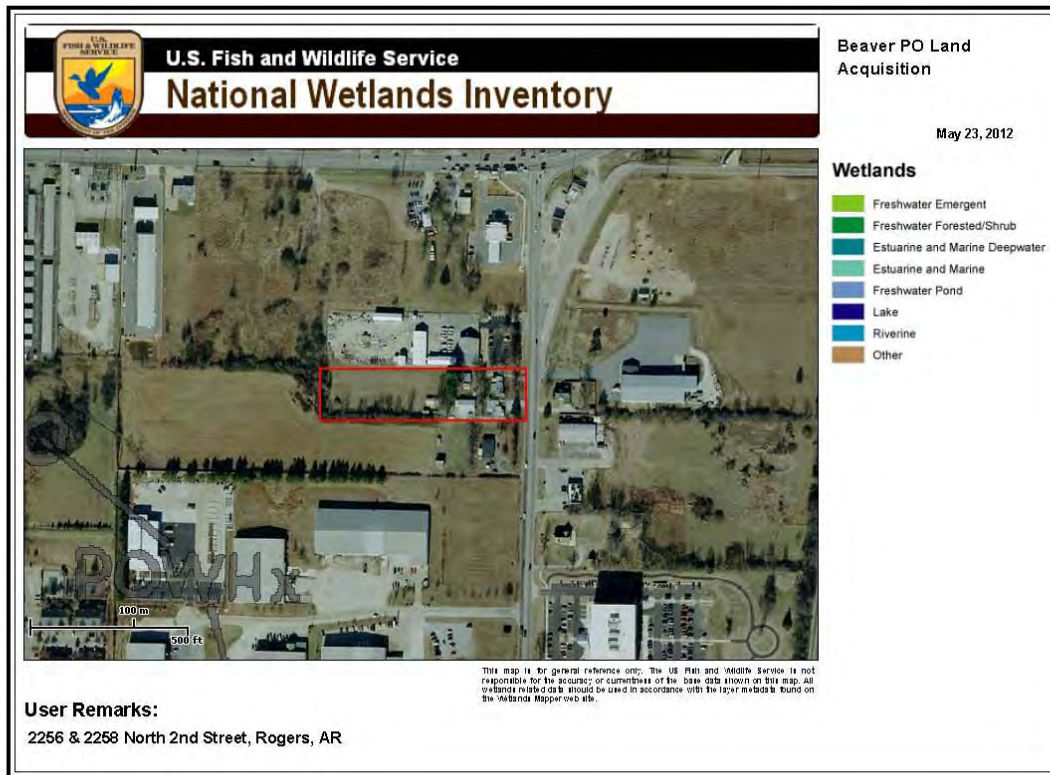 U.S.
FISH & WILDLIFE
SERVICE
DEPARTMENT OF THE INTERIOR
U.S. Fish and Wildlife Service
National Wetlands Inventory
Beaver PO Land
Acquisition
May 23, 2012
Wetlands
Freshwater Emergent
Freshwater Forested/Shrub
Estuarine and Marine Deepwater
Estuarine and Marine
Freshwater Pond
Lake
Riverine
Other
POWHx
100 m
500 ft
This map is for general reference only. The US Fish and Wildlife Service is not
responsible for the accuracy or currentness of the base data shown on this map. All
wetlands related data should be used in accordance with the layer metadata found on
the Wetlands Mapper web site.
User Remarks:
2256 & 2258 North 2nd Street, Rogers, AR